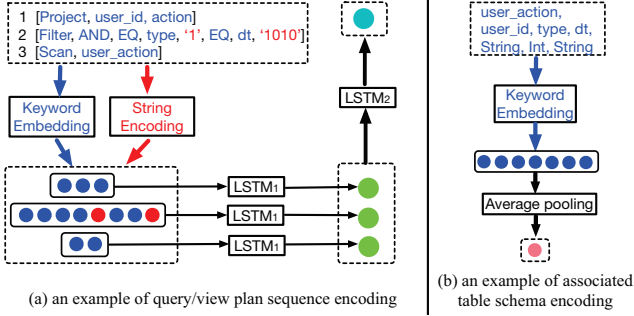 1 [Project, user_id, action]
2 [Filter, AND, EQ, type, ‘1’, EQ, dt, ‘1010’]
3 [Scan, user_action]
Keyword
Embedding
String
Encoding
LSTM1
LSTM1
LSTM1
LSTM2
(a) an example of query/view plan sequence encoding
user_action,
user_id, type, dt,
String, Int, String
Keyword
Embedding
Average pooling
(b) an example of associated
table schema encoding